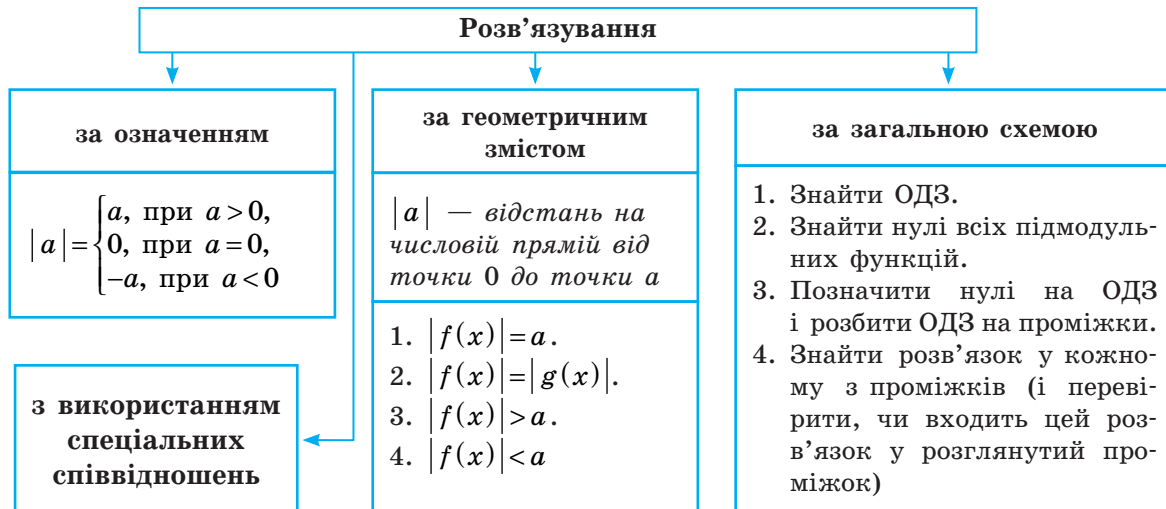 Розв’язування
за означенням
|a|={a, при a>0,
0, при a=0,
–a, при a<0
з використанням
спеціальних
співвідношень
за геометричним
змістом
|a| — відстань на
числовій прямій від
точки 0 до точки a
1. |f(x)|=a.
2. |f(x)|=|g(x)|.
3. |f(x)|>a.
4. |f(x)|<a
за загальною схемою
1. Знайти ОДЗ.
2. Знайти нулі всіх підмодуль-
них функцій.
3. Позначити нулі на ОДЗ
і розбити ОДЗ на проміжки.
4. Знайти розв’язок у кожно-
му з проміжків (і переві-
рити, чи входить цей роз-
в’язок у розглянутий про-
міжок)